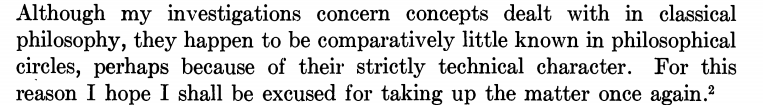 Although my investigations concern concepts dealt with in classical
philosophy, they happen to be comparatively little known in philosophical
circles, perhaps because of their strictly technical character. For this
reason I hope I shall be excused for taking up the matter once again.²